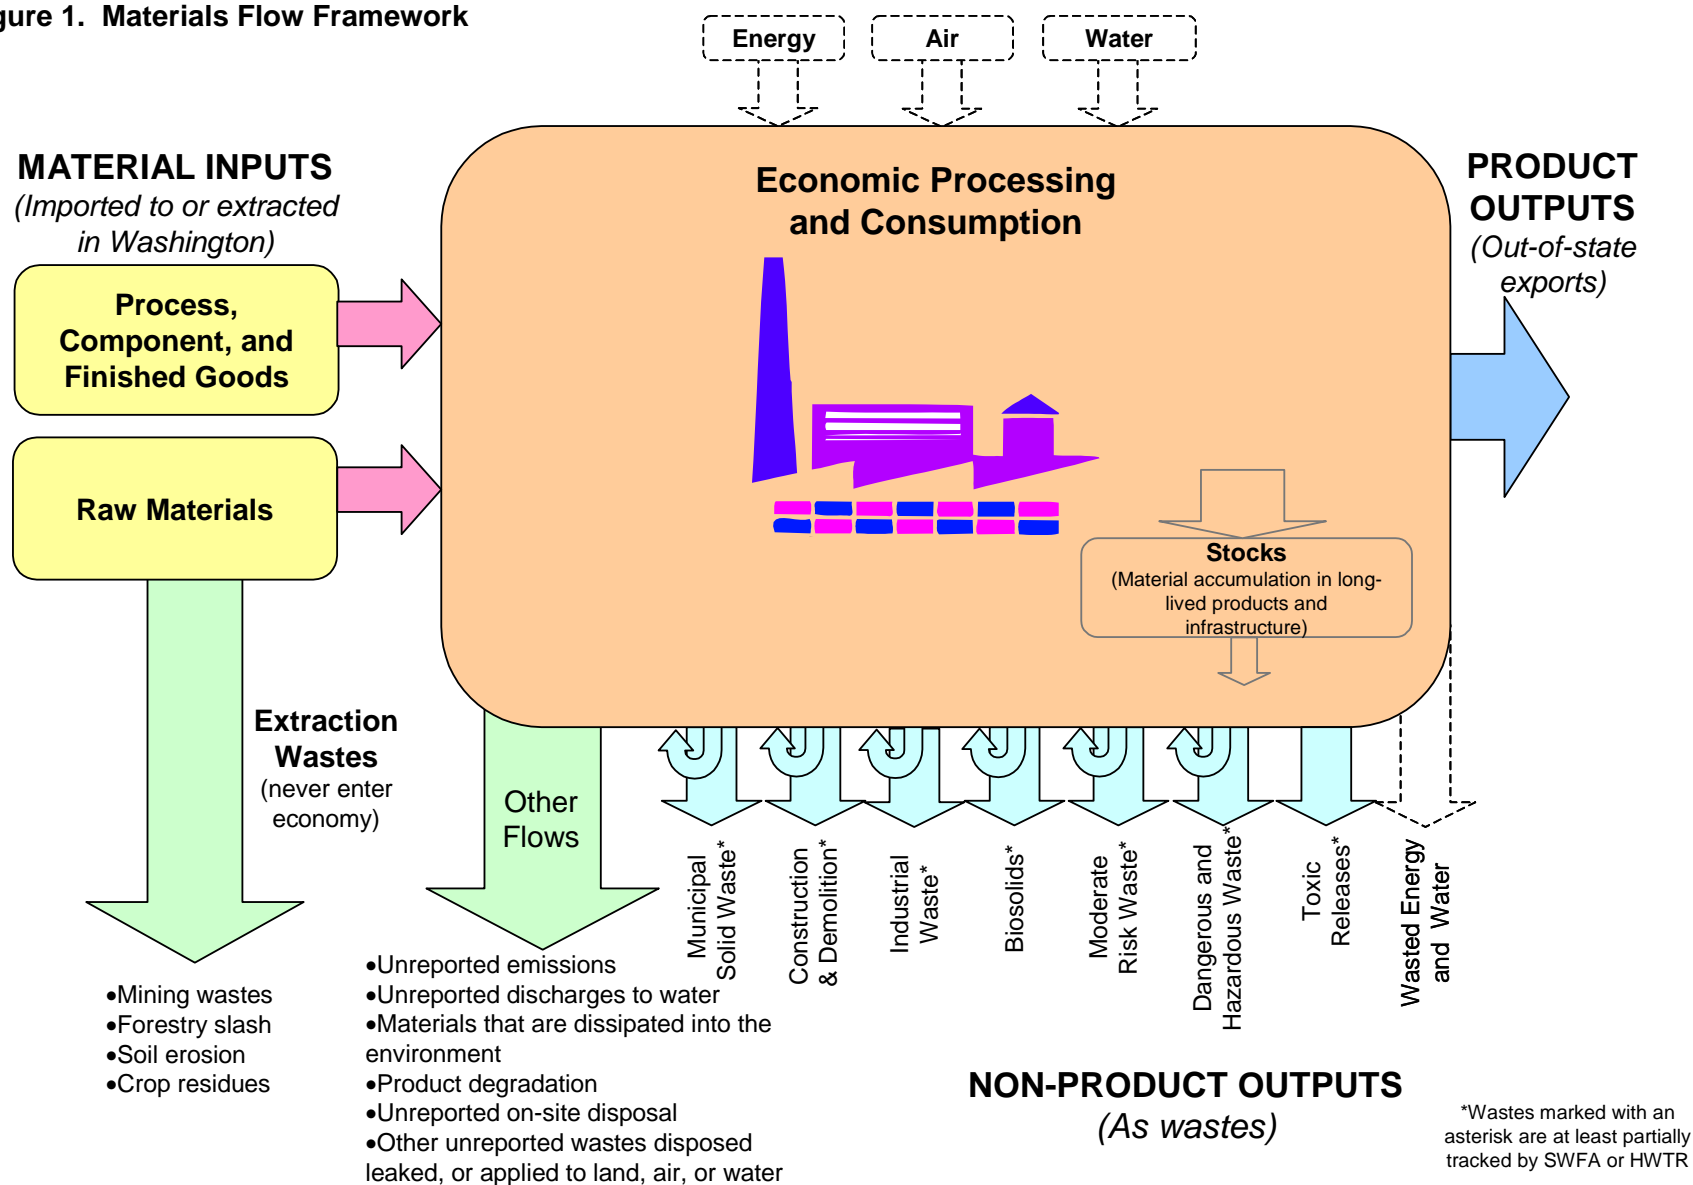 gure 1.  Materials Flow Framework
Energy
Air
Water
MATERIAL INPUTS
(Imported to or extracted
in Washington)
Process,
Component, and
Finished Goods
Raw Materials
Economic Processing
and Consumption
PRODUCT
OUTPUTS
(Out-of-state
exports)
Stocks
(Material accumulation in long-
lived products and
infrastructure)
Extraction
Wastes
(never enter
economy)
Other
Flows
Municipal
Solid Waste*
Construction
& Demolition*
Industrial
Waste*
Biosolids*
Moderate
Risk Waste*
Dangerous and
Hazardous Waste*
Toxic
Releases*
Wasted Energy
and Water
•Mining wastes
•Forestry slash
•Soil erosion
•Crop residues
•Unreported emissions
•Unreported discharges to water
•Materials that are dissipated into the
environment
•Product degradation
•Unreported on-site disposal
•Other unreported wastes disposed
leaked, or applied to land, air, or water
NON-PRODUCT OUTPUTS
(As wastes)
*Wastes marked with an
asterisk are at least partially
tracked by SWFA or HWTR